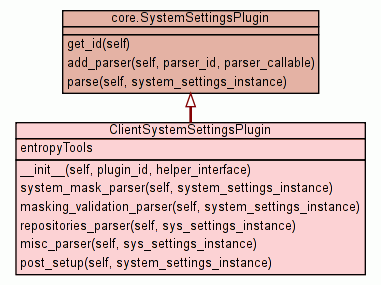 core.SystemSettingsPlugin
get_id(self)
add_parser(self, parser_id, parser_callable)
parse(self, system_settings_instance)
ClientSystemSettingsPlugin
entropyTools
__init__(self, plugin_id, helper_interface)
system_mask_parser(self, system_settings_instance)
masking_validation_parser(self, system_settings_instance)
repositories_parser(self, sys_settings_instance)
misc_parser(self, sys_settings_instance)
post_setup(self, system_settings_instance)